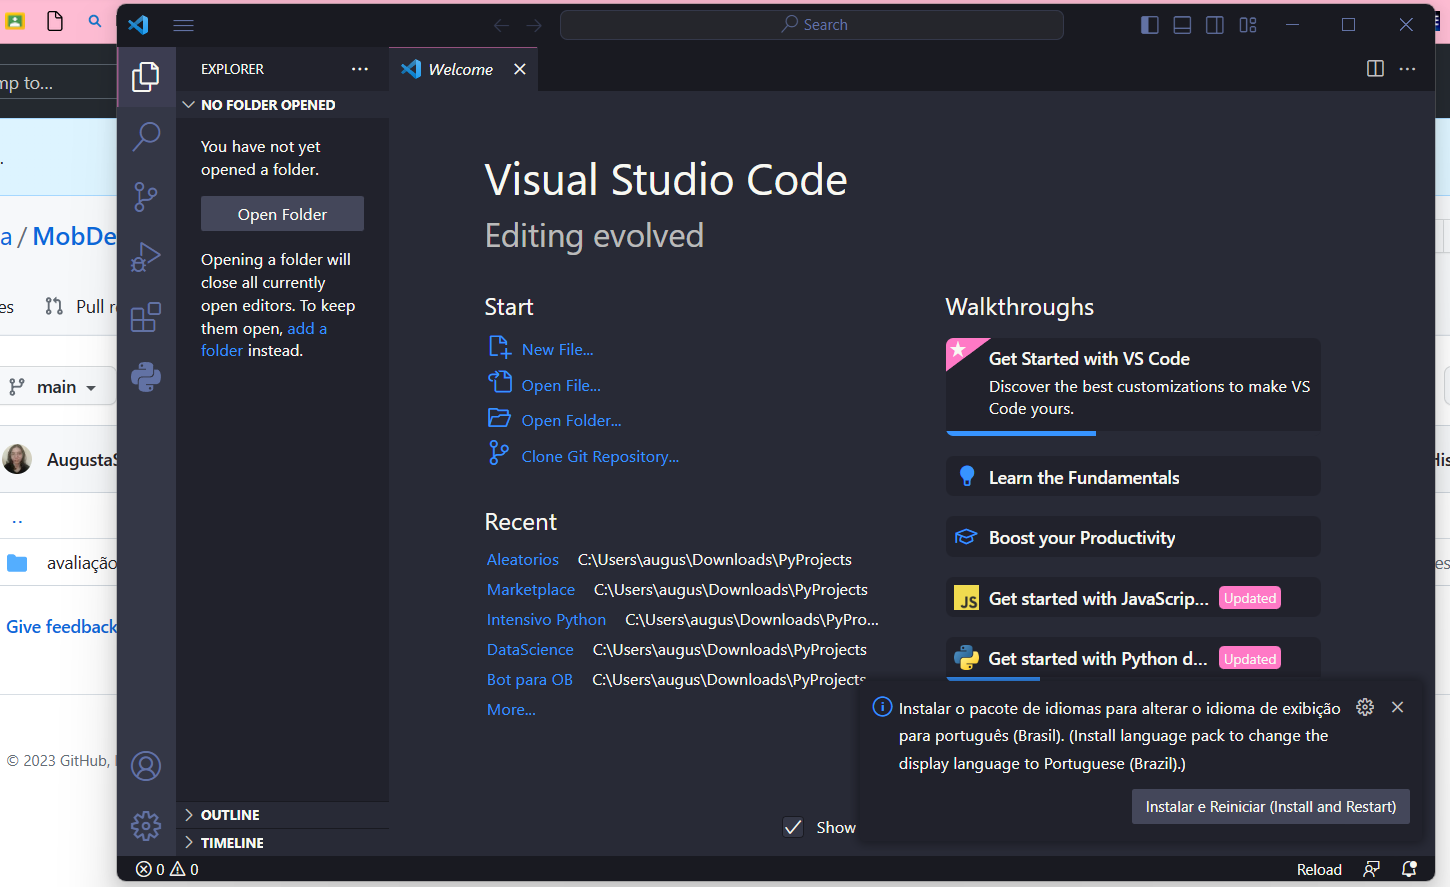 Search
mp to...
EXPLORER
Welcome
NO FOLDER OPENED
You have not yet
opened a folder.
Open Folder
Opening a folder will
close all currently
open editors. To keep
them open, add a
folder instead.
Visual Studio Code
Editing evolved
Start
New File...
Open File...
Open Folder...
Clone Git Repository...
Recent
Aleatorios C:\Users\augus\Downloads\PyProjects
Marketplace C:\Users\augus\Downloads\PyProjects
Intensivo Python C:\Users\augus\Downloads\PyPro...
DataScience C:\Users\augus\Downloads\PyProjects
Bot para OB C:\Users\augus\Downloads\PyProjects
More...
Walkthroughs
Get Started with VS Code
Discover the best customizations to make VS
Code yours.
Learn the Fundamentals
Boost your Productivity
JS Get started with JavaScrip... Updated
Get started with Python d... Updated
Instalar o pacote de idiomas para alterar o idioma de exibição
para português (Brasil). (Install language pack to change the
display language to Portuguese (Brazil).)
Instalar e Reiniciar (Install and Restart)
Show
OUTLINE
TIMELINE
0 0
Reload
a / MobDe
es Pull r
main
AugustaS
His
..
avaliação
es
Give feedback
© 2023 GitHub,